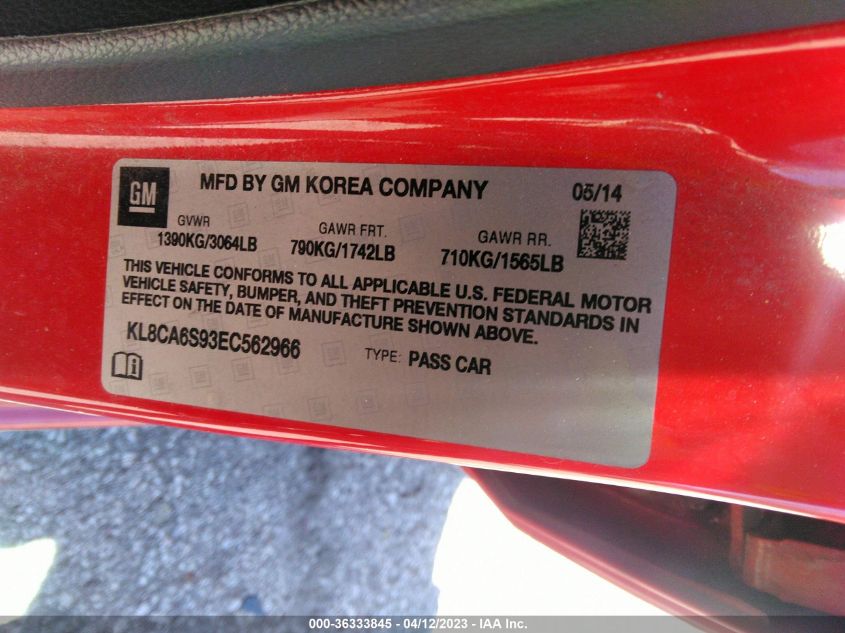 GM MFD BY GM KOREA COMPANY 05/14
GVWR GAWR FRT. GAWR RR.
1390KG/3064LB 790KG/1742LB 710KG/1565LB
THIS VEHICLE CONFORMS TO ALL APPLICABLE U.S. FEDERAL MOTOR
VEHICLE SAFETY, BUMPER, AND THEFT PREVENTION STANDARDS IN
EFFECT ON THE DATE OF MANUFACTURE SHOWN ABOVE.
KL8CA6S93EC562966 TYPE: PASS CAR
000-36333845 - 04/12/2023 - IAA Inc.